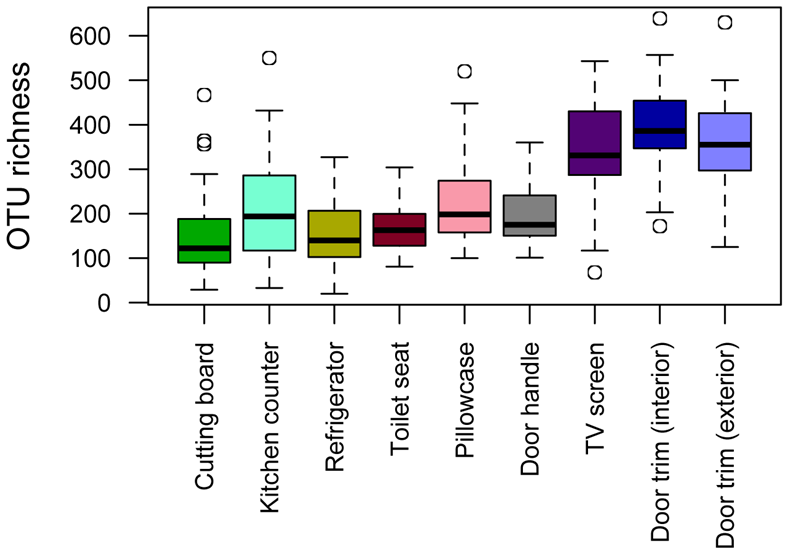 OTU richness
600
500
400
300
200
100
0
Cutting board
Kitchen counter
Refrigerator
Toilet seat
Pillowcase
Door handle
TV screen
Door trim (interior)
Door trim (exterior)